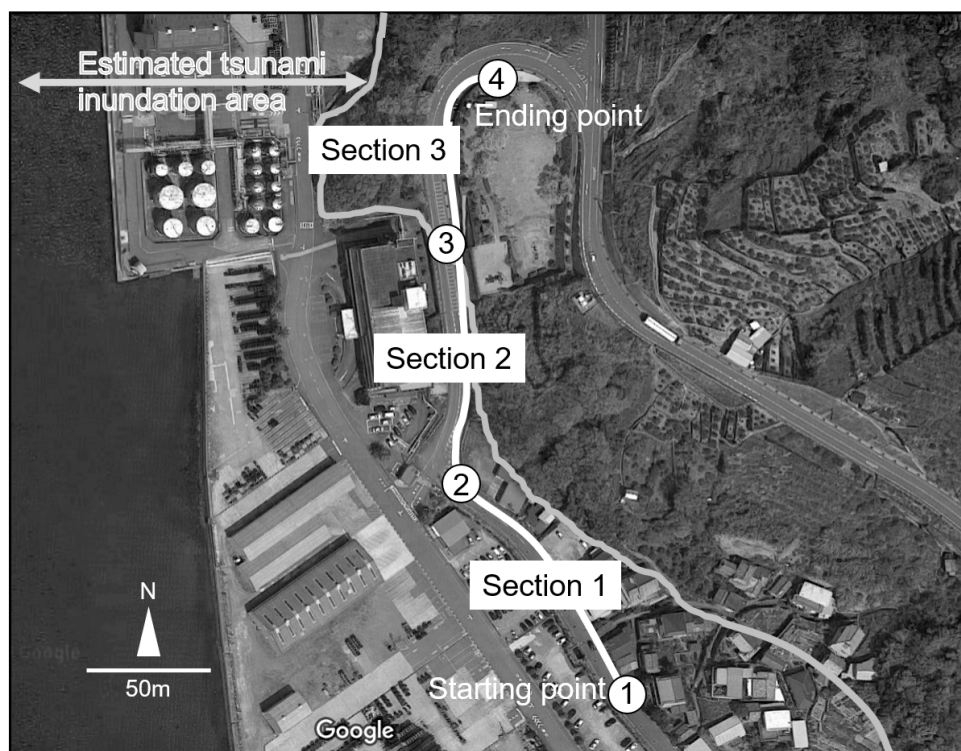 Estimated tsunami
inundation area
4
Ending point
Section 3
3
Section 2
2
Section 1
N
50m
Starting point 1
Google
Google